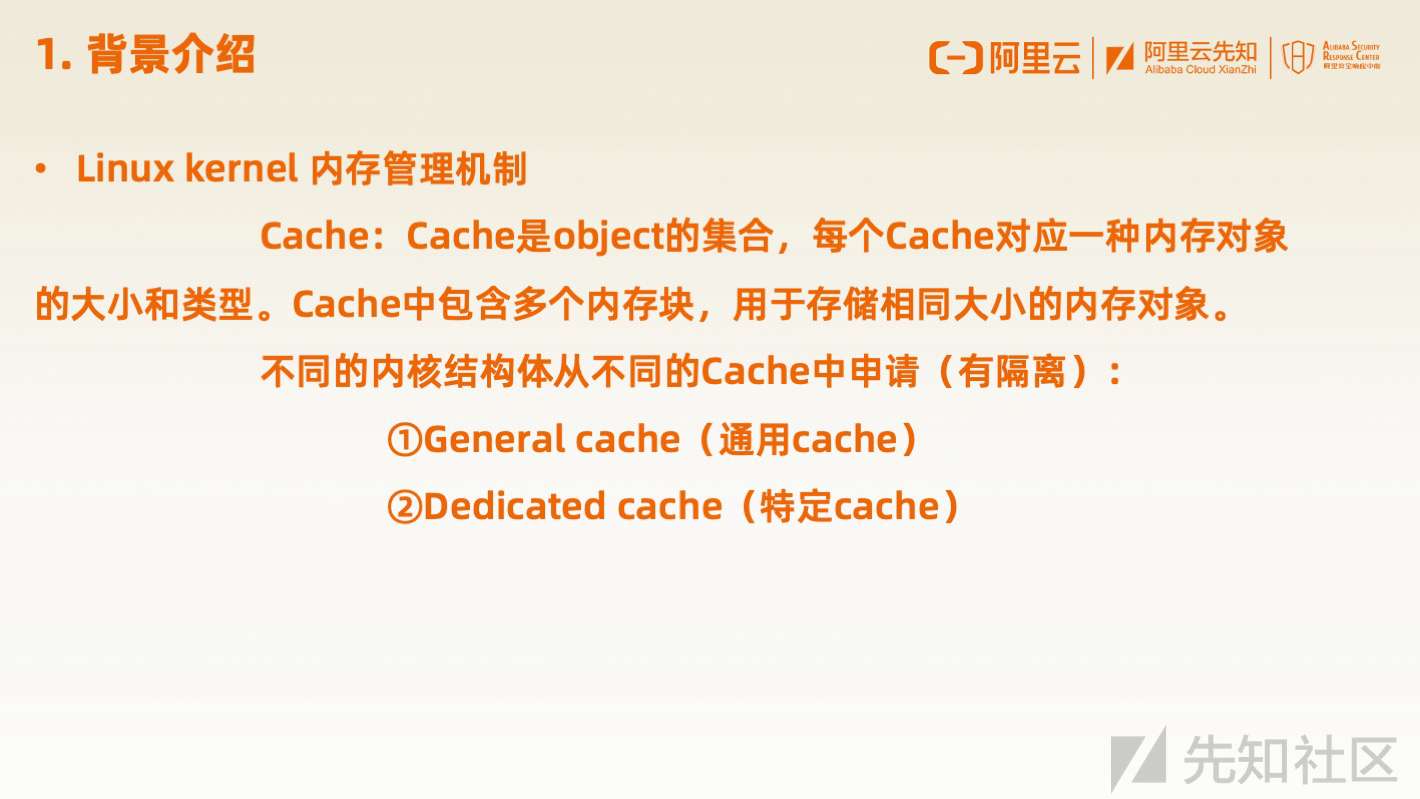 1. 背景介绍
阿里云
阿里云先知
Alibaba Cloud XianZhi
ALIBABA SECURITY
RESPONSE CENTER
阿里安全响应中心
• Linux kernel 内存管理机制
Cache：Cache是object的集合，每个Cache对应一种内存对象
的大小和类型。Cache中包含多个内存块，用于存储相同大小的内存对象。
不同的内核结构体从不同的Cache中申请（有隔离）：
①General cache（通用cache）
②Dedicated cache（特定cache）
先知社区